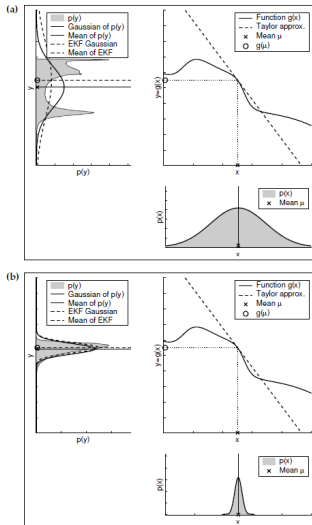 (a)
p(y)
Gaussian of p(y)
Mean of p(y)
EKF Gaussian
Mean of EKF
y
p(y)
Function g(x)
Taylor approx.
Mean μ
g(μ)
y=g(x)
x
p(x)
Mean μ
p(x)
x
(b)
p(y)
Gaussian of p(y)
Mean of p(y)
EKF Gaussian
Mean of EKF
y
p(y)
Function g(x)
Taylor approx.
Mean μ
g(μ)
y=g(x)
x
p(x)
Mean μ
p(x)
x